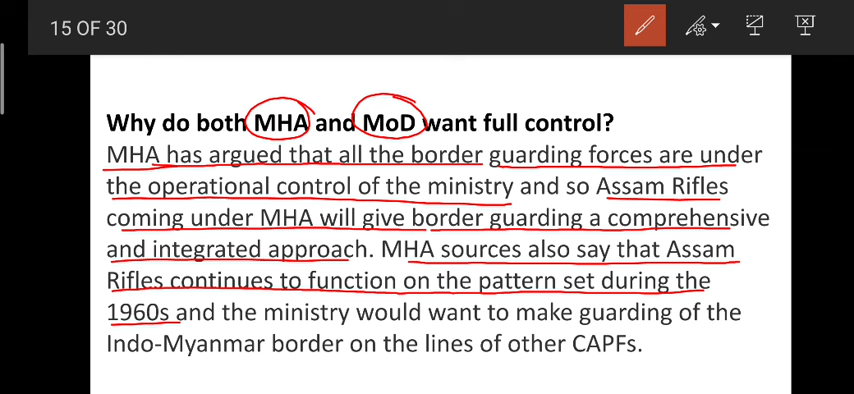 15 OF 30
Why do both MHA and MoD want full control?
MHA has argued that all the border guarding forces are under
the operational control of the ministry and so Assam Rifles
coming under MHA will give border guarding a comprehensive
and integrated approach. MHA sources also say that Assam
Rifles continues to function on the pattern set during the
1960s and the ministry would want to make guarding of the
Indo-Myanmar border on the lines of other CAPFs.